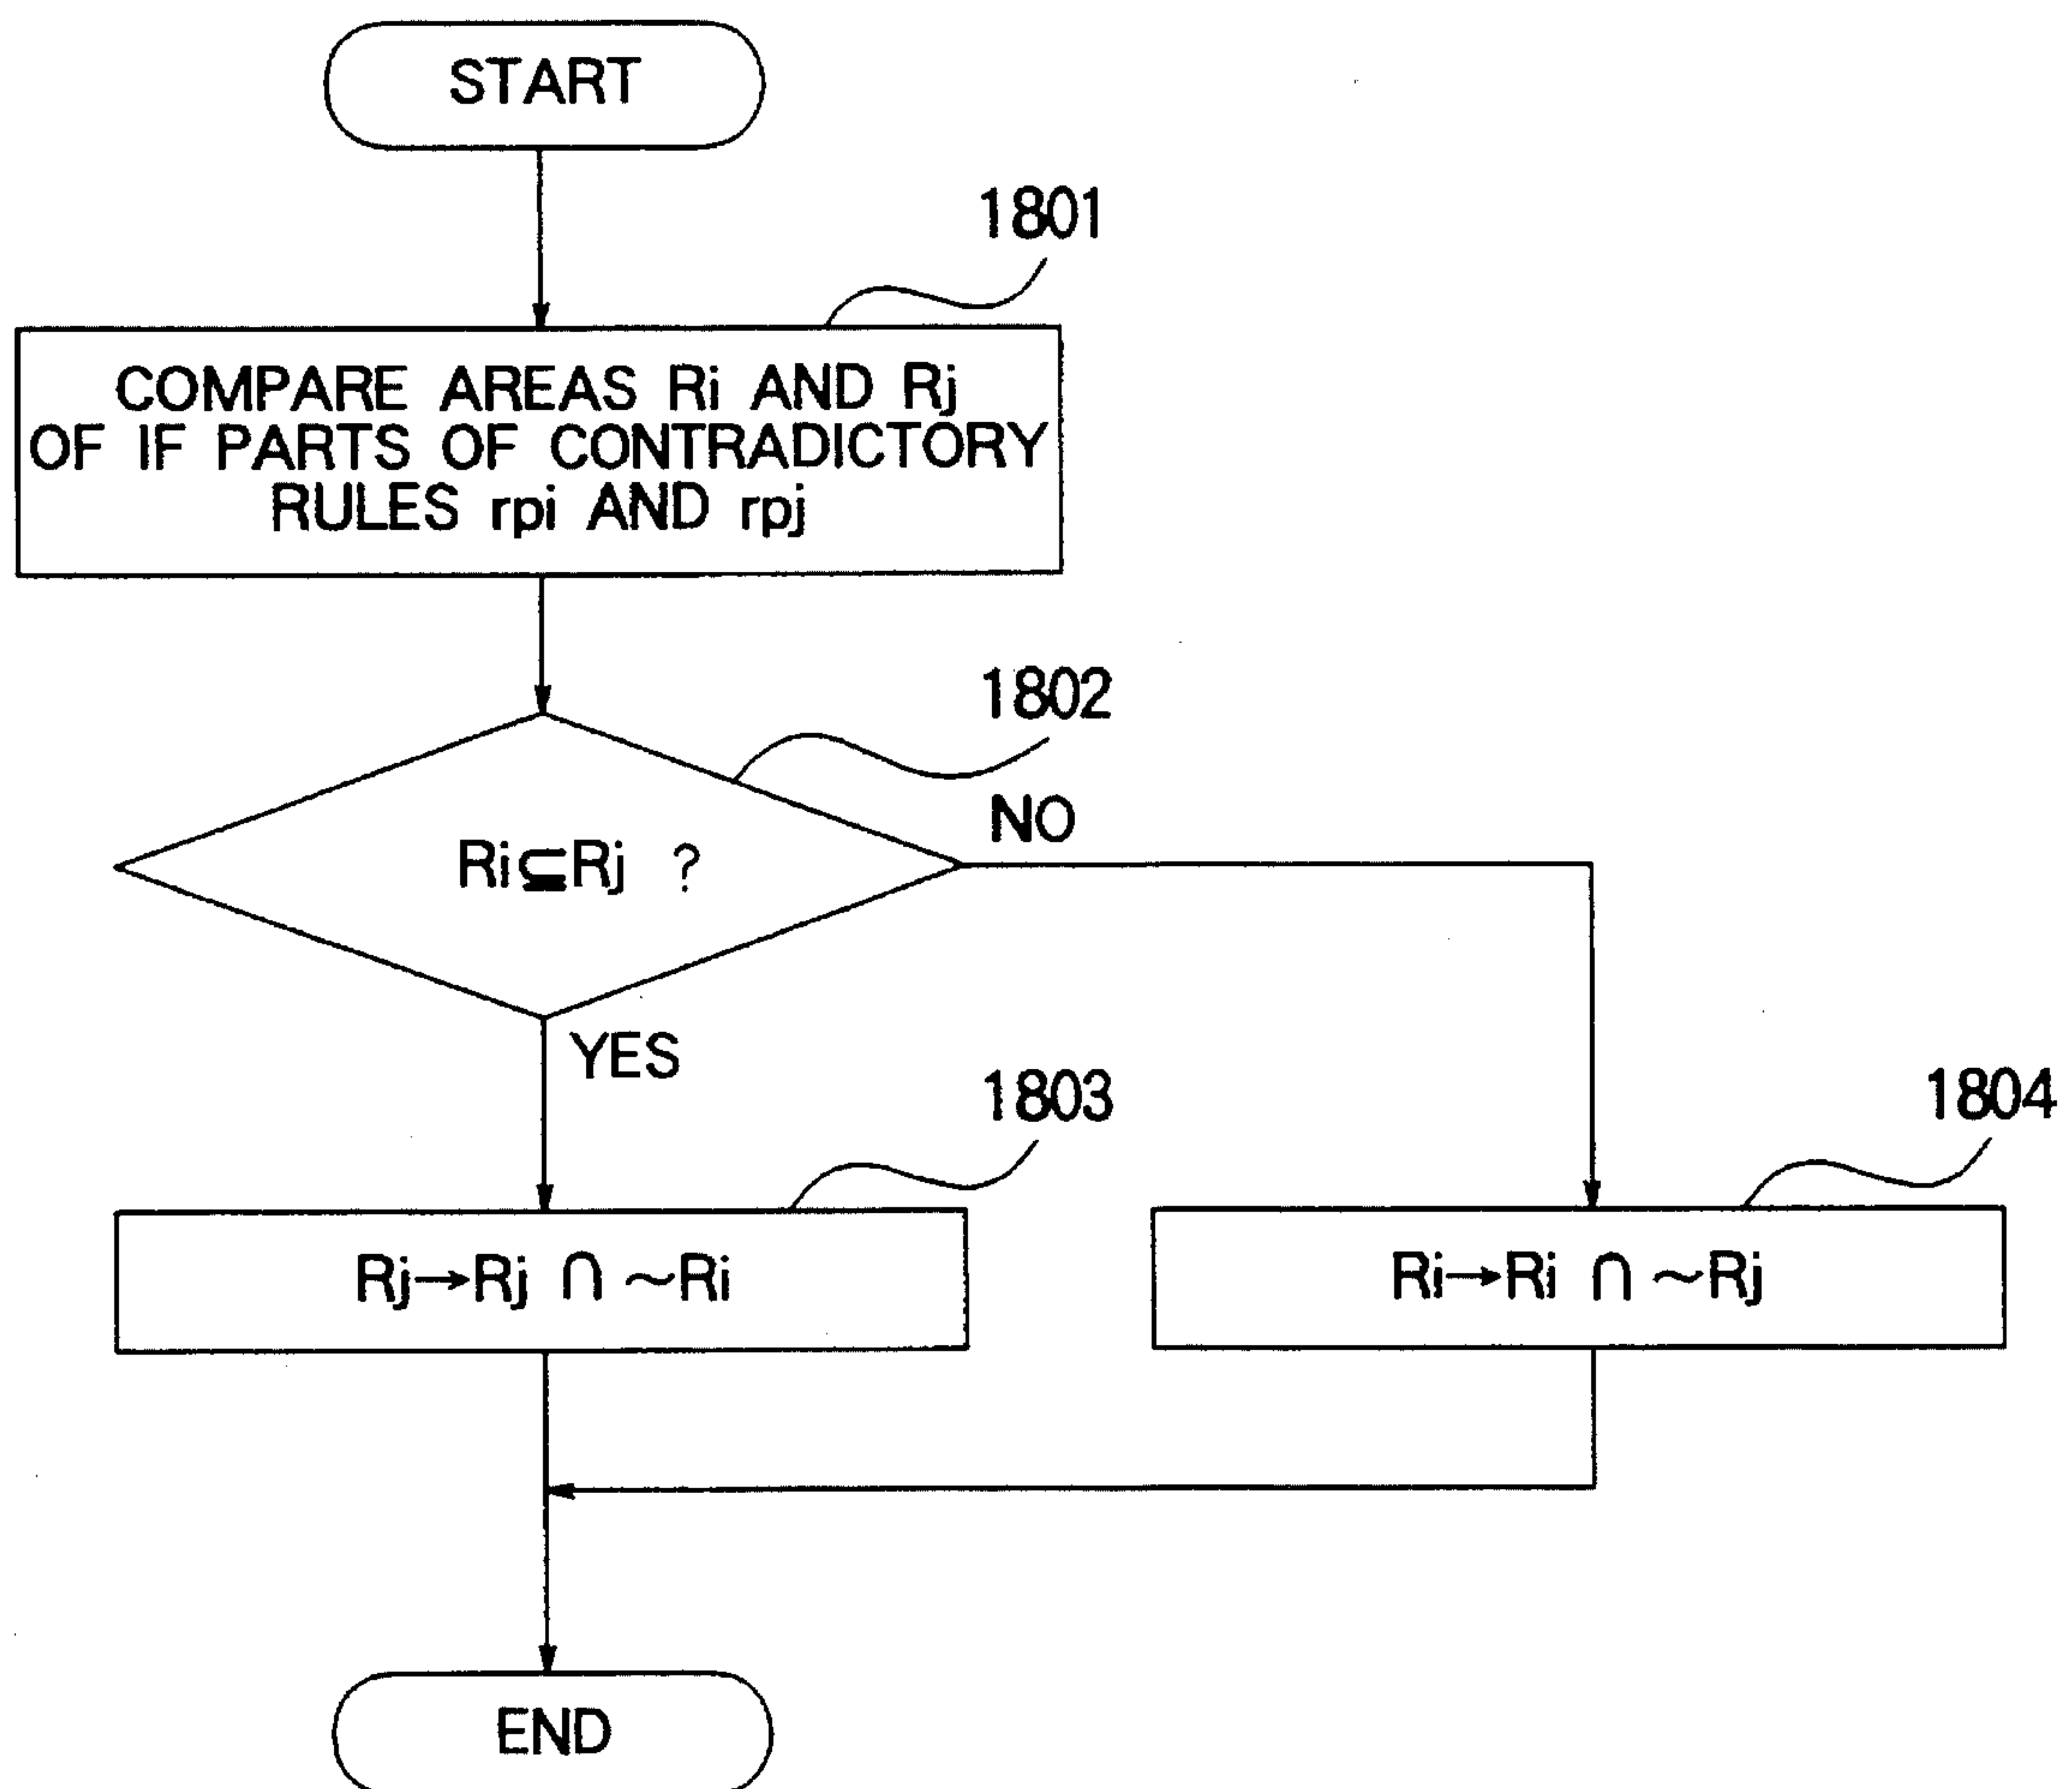 START
1801
COMPARE AREAS Ri AND Rj
OF IF PARTS OF CONTRADICTORY
RULES rpi AND rpj
1802
NO
Ri⊆Rj ?
YES
1803
1804
Rj→Rj ∩ ~Ri
Ri→Ri ∩ ~Rj
END